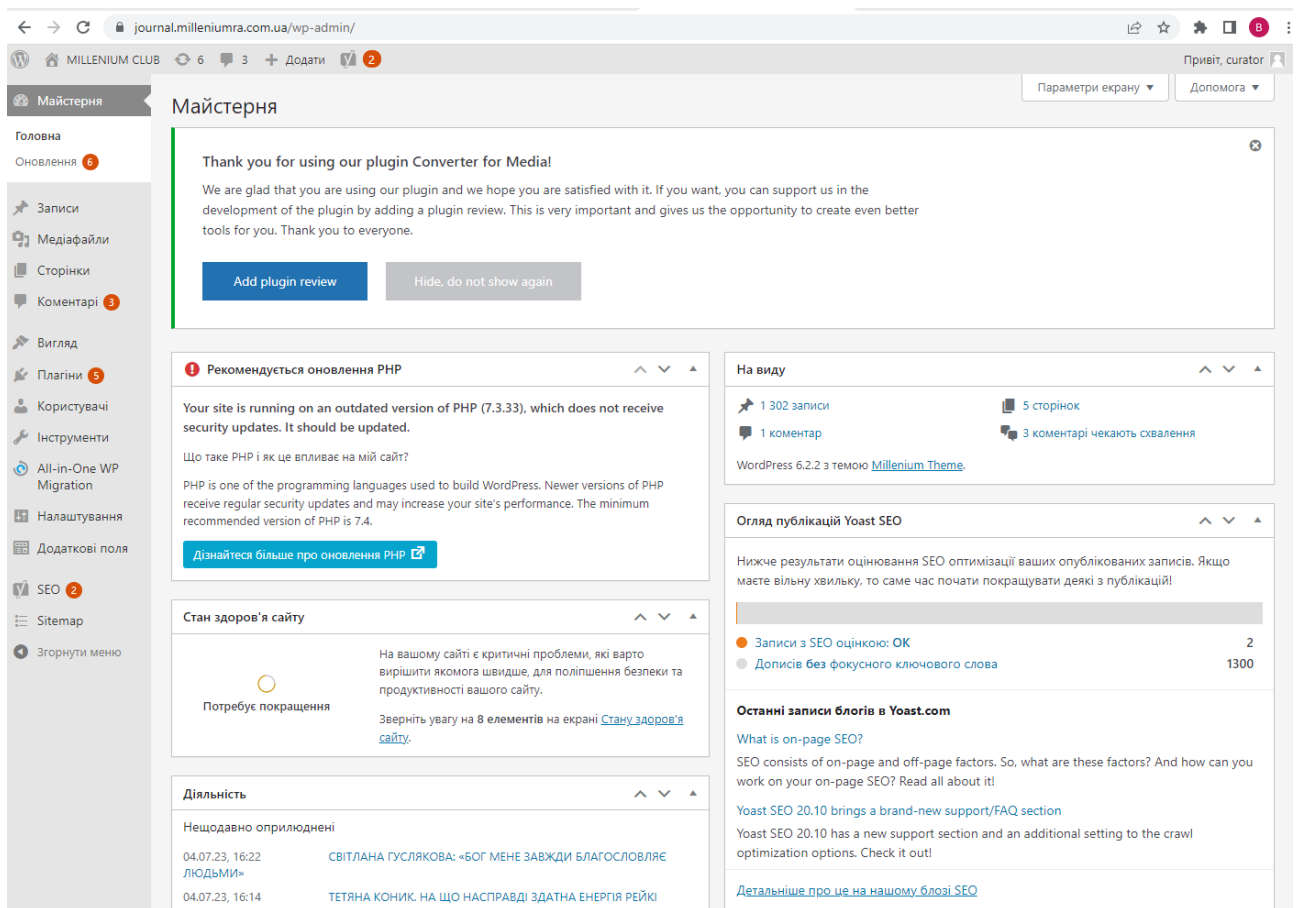 journal.milleniumra.com.ua/wp-admin/
B
MILLENIUM CLUB 6 3 + Додати 2
Привіт, curator
Параметри екрану ▼
Допомога ▼
Майстерня
Головна
Оновлення 6
Записи
Медіафайли
Сторінки
Коментарі 3
Вигляд
Плагіни 5
Користувачі
Інструменти
All-in-One WP
Migration
Налаштування
Додаткові поля
SEO 2
Sitemap
Згорнути меню
Майстерня
Thank you for using our plugin Converter for Media!
We are glad that you are using our plugin and we hope you are satisfied with it. If you want, you can support us in the
development of the plugin by adding a plugin review. This is very important and gives us the opportunity to create even better
tools for you. Thank you to everyone.
Add plugin review
Hide, do not show again
Рекомендується оновлення PHP
Your site is running on an outdated version of PHP (7.3.33), which does not receive
security updates. It should be updated.
Що таке PHP і як це впливає на мій сайт?
PHP is one of the programming languages used to build WordPress. Newer versions of PHP
receive regular security updates and may increase your site's performance. The minimum
recommended version of PHP is 7.4.
Дізнайтеся більше про оновлення PHP
Стан здоров'я сайту
Потребує покращення
На вашому сайті є критичні проблеми, які варто
вирішити якомога швидше, для поліпшення безпеки та
продуктивності вашого сайту.
Зверніть увагу на 8 елементів на екрані Стану здоров'я
сайту.
Діяльність
Нещодавно оприлюднені
04.07.23, 16:22 СВІТЛАНА ГУСЛЯКОВА: «БОГ МЕНЕ ЗАВЖДИ БЛАГОСЛОВЛЯЄ
ЛЮДЬМИ»
04.07.23, 16:14 ТЕТЯНА КОНИК. НА ЩО НАСПРАВДІ ЗДАТНА ЕНЕРГІЯ РЕЙКІ
На виду
1 302 записи
5 сторінок
1 коментар
3 коментарі чекають схвалення
WordPress 6.2.2 з темою Millenium Theme.
Огляд публікацій Yoast SEO
Нижче результати оцінювання SEO оптимізації ваших опублікованих записів. Якщо
маєте вільну хвильку, то саме час почати покращувати деякі з публікацій!
Записи з SEO оцінкою: OK 2
Дописів без фокусного ключового слова 1300
Останні записи блогів в Yoast.com
What is on-page SEO?
SEO consists of on-page and off-page factors. So, what are these factors? And how can you
work on your on-page SEO? Read all about it!
Yoast SEO 20.10 brings a brand-new support/FAQ section
Yoast SEO 20.10 has a new support section and an additional setting to the crawl
optimization options. Check it out!
Детальніше про це на нашому блозі SEO